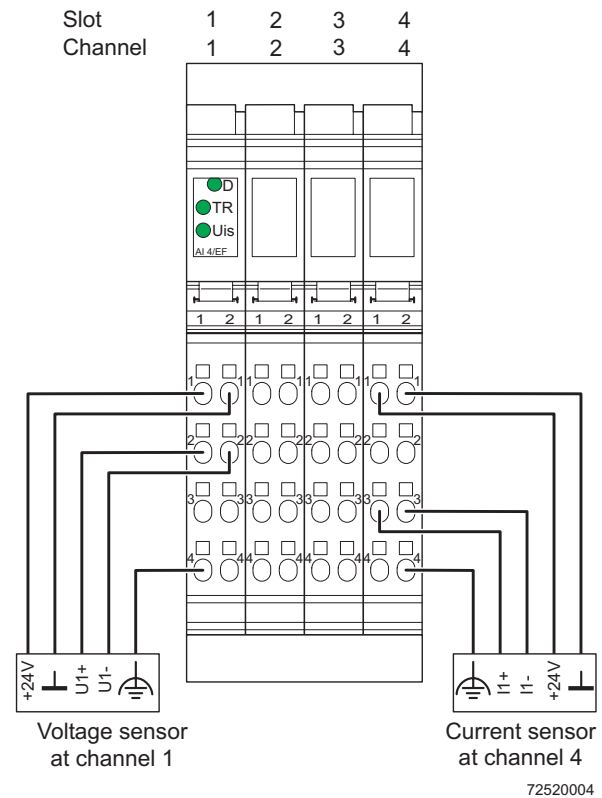 Slot 1 2 3 4
Channel 1 2 3 4
D
TR
Uis
AI 4/EF
1 2 1 2 1 2 1 2
1 1 1 1 1 1
2 2 2 2 2 2 2 2
3 3 3 3 3 3 3 3
4 4 4 4 4 4 4 4
+24V U1+ U1-
I1+ I1- +24V
Voltage sensor
at channel 1
Current sensor
at channel 4
72520004